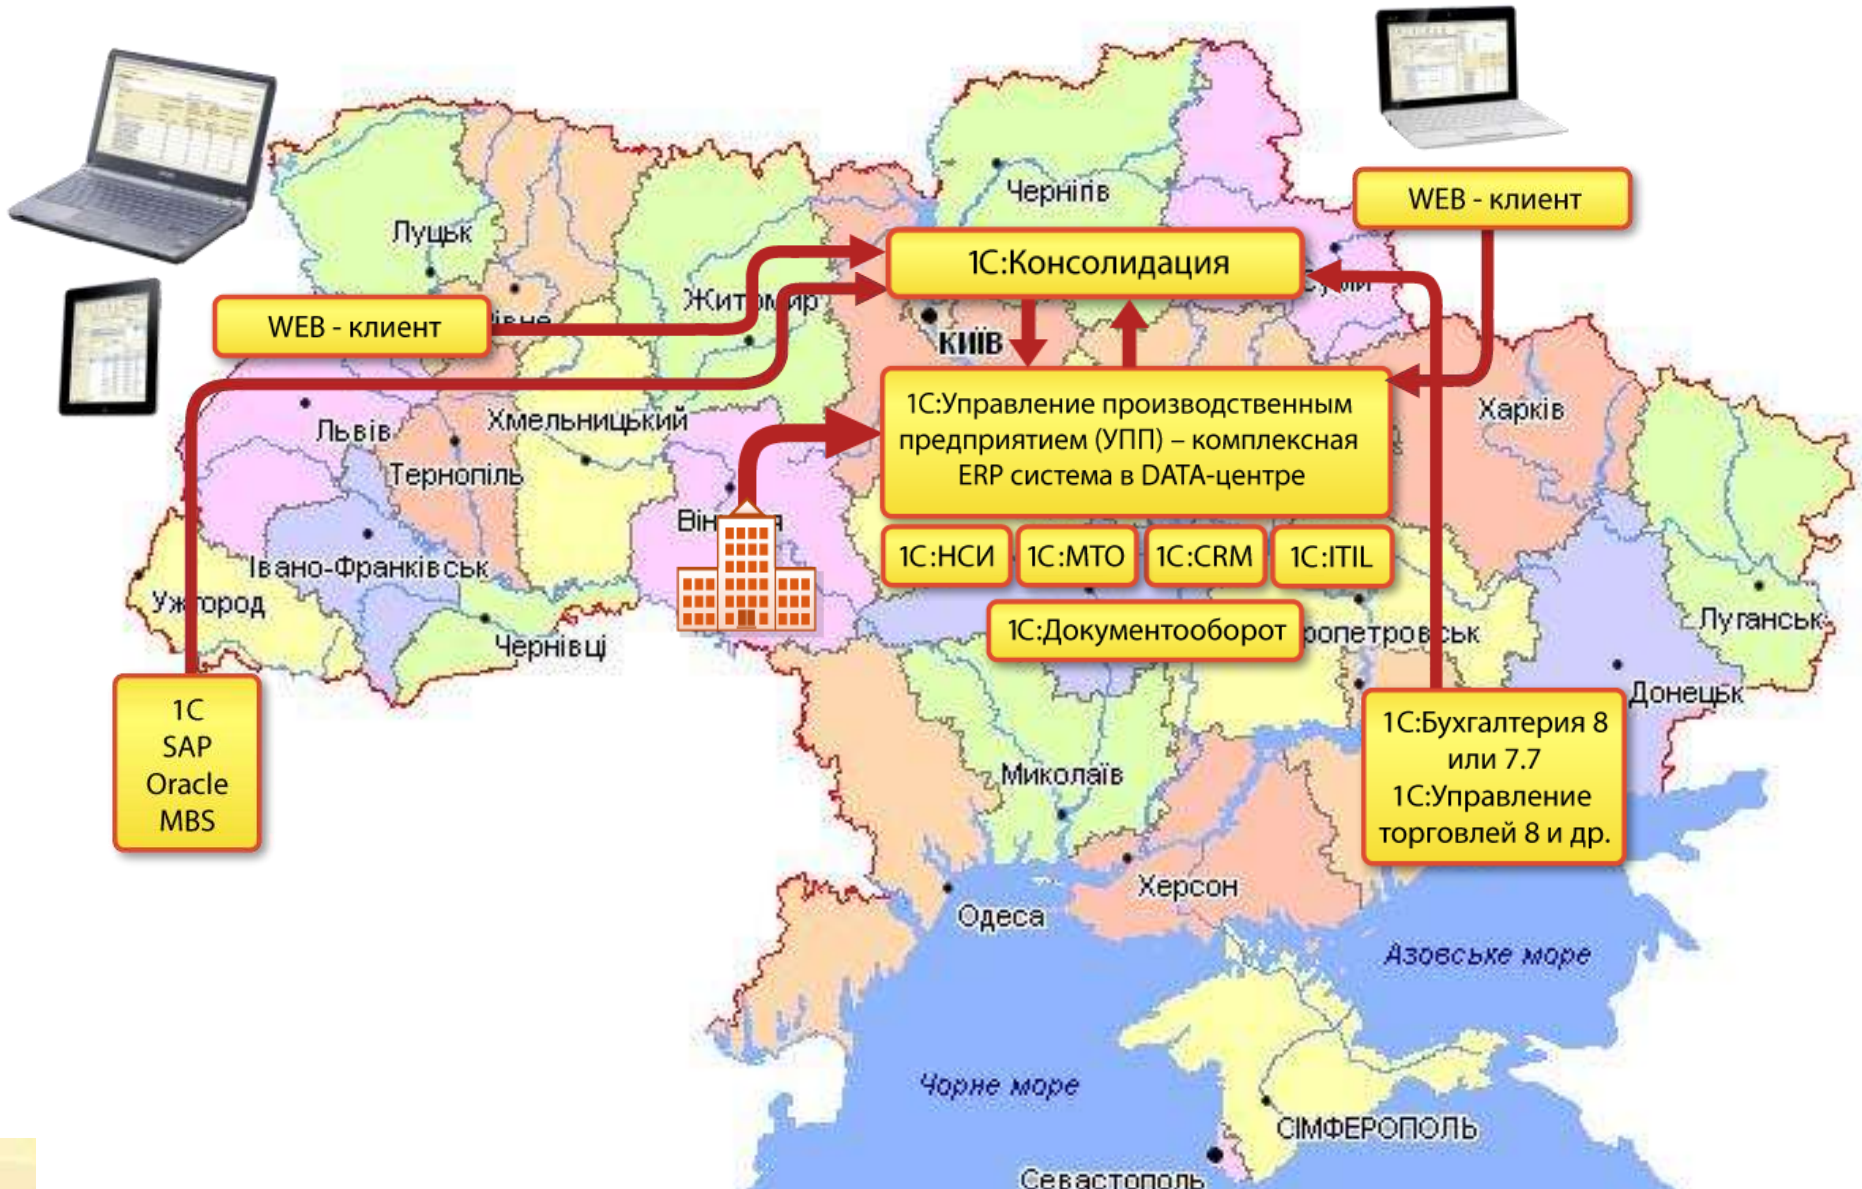 Чернігів
WEB - клиент
Луцьк
1С:Консолидация
Житомир
WEB - клиент
КИЇВ
1С:Управление производственным
предприятием (УПП) – комплексная
ERP система в DATA-центре
Харків
Хмельницький
Львів
Тернопіль
1С:НСИ
1С:МТО
1С:CRM
1С:ITIL
Івано-Франківськ
Ужгород
Чернівці
1С:Документооборот
Луганськ
Донецьк
1С
SAP
Oracle
MBS
1С:Бухгалтерия 8
или 7.7
1С:Управление
торговлей 8 и др.
Миколаїв
Херсон
Одеса
Азовське море
Чорне море
СІМФЕРОПОЛЬ
Севастополь